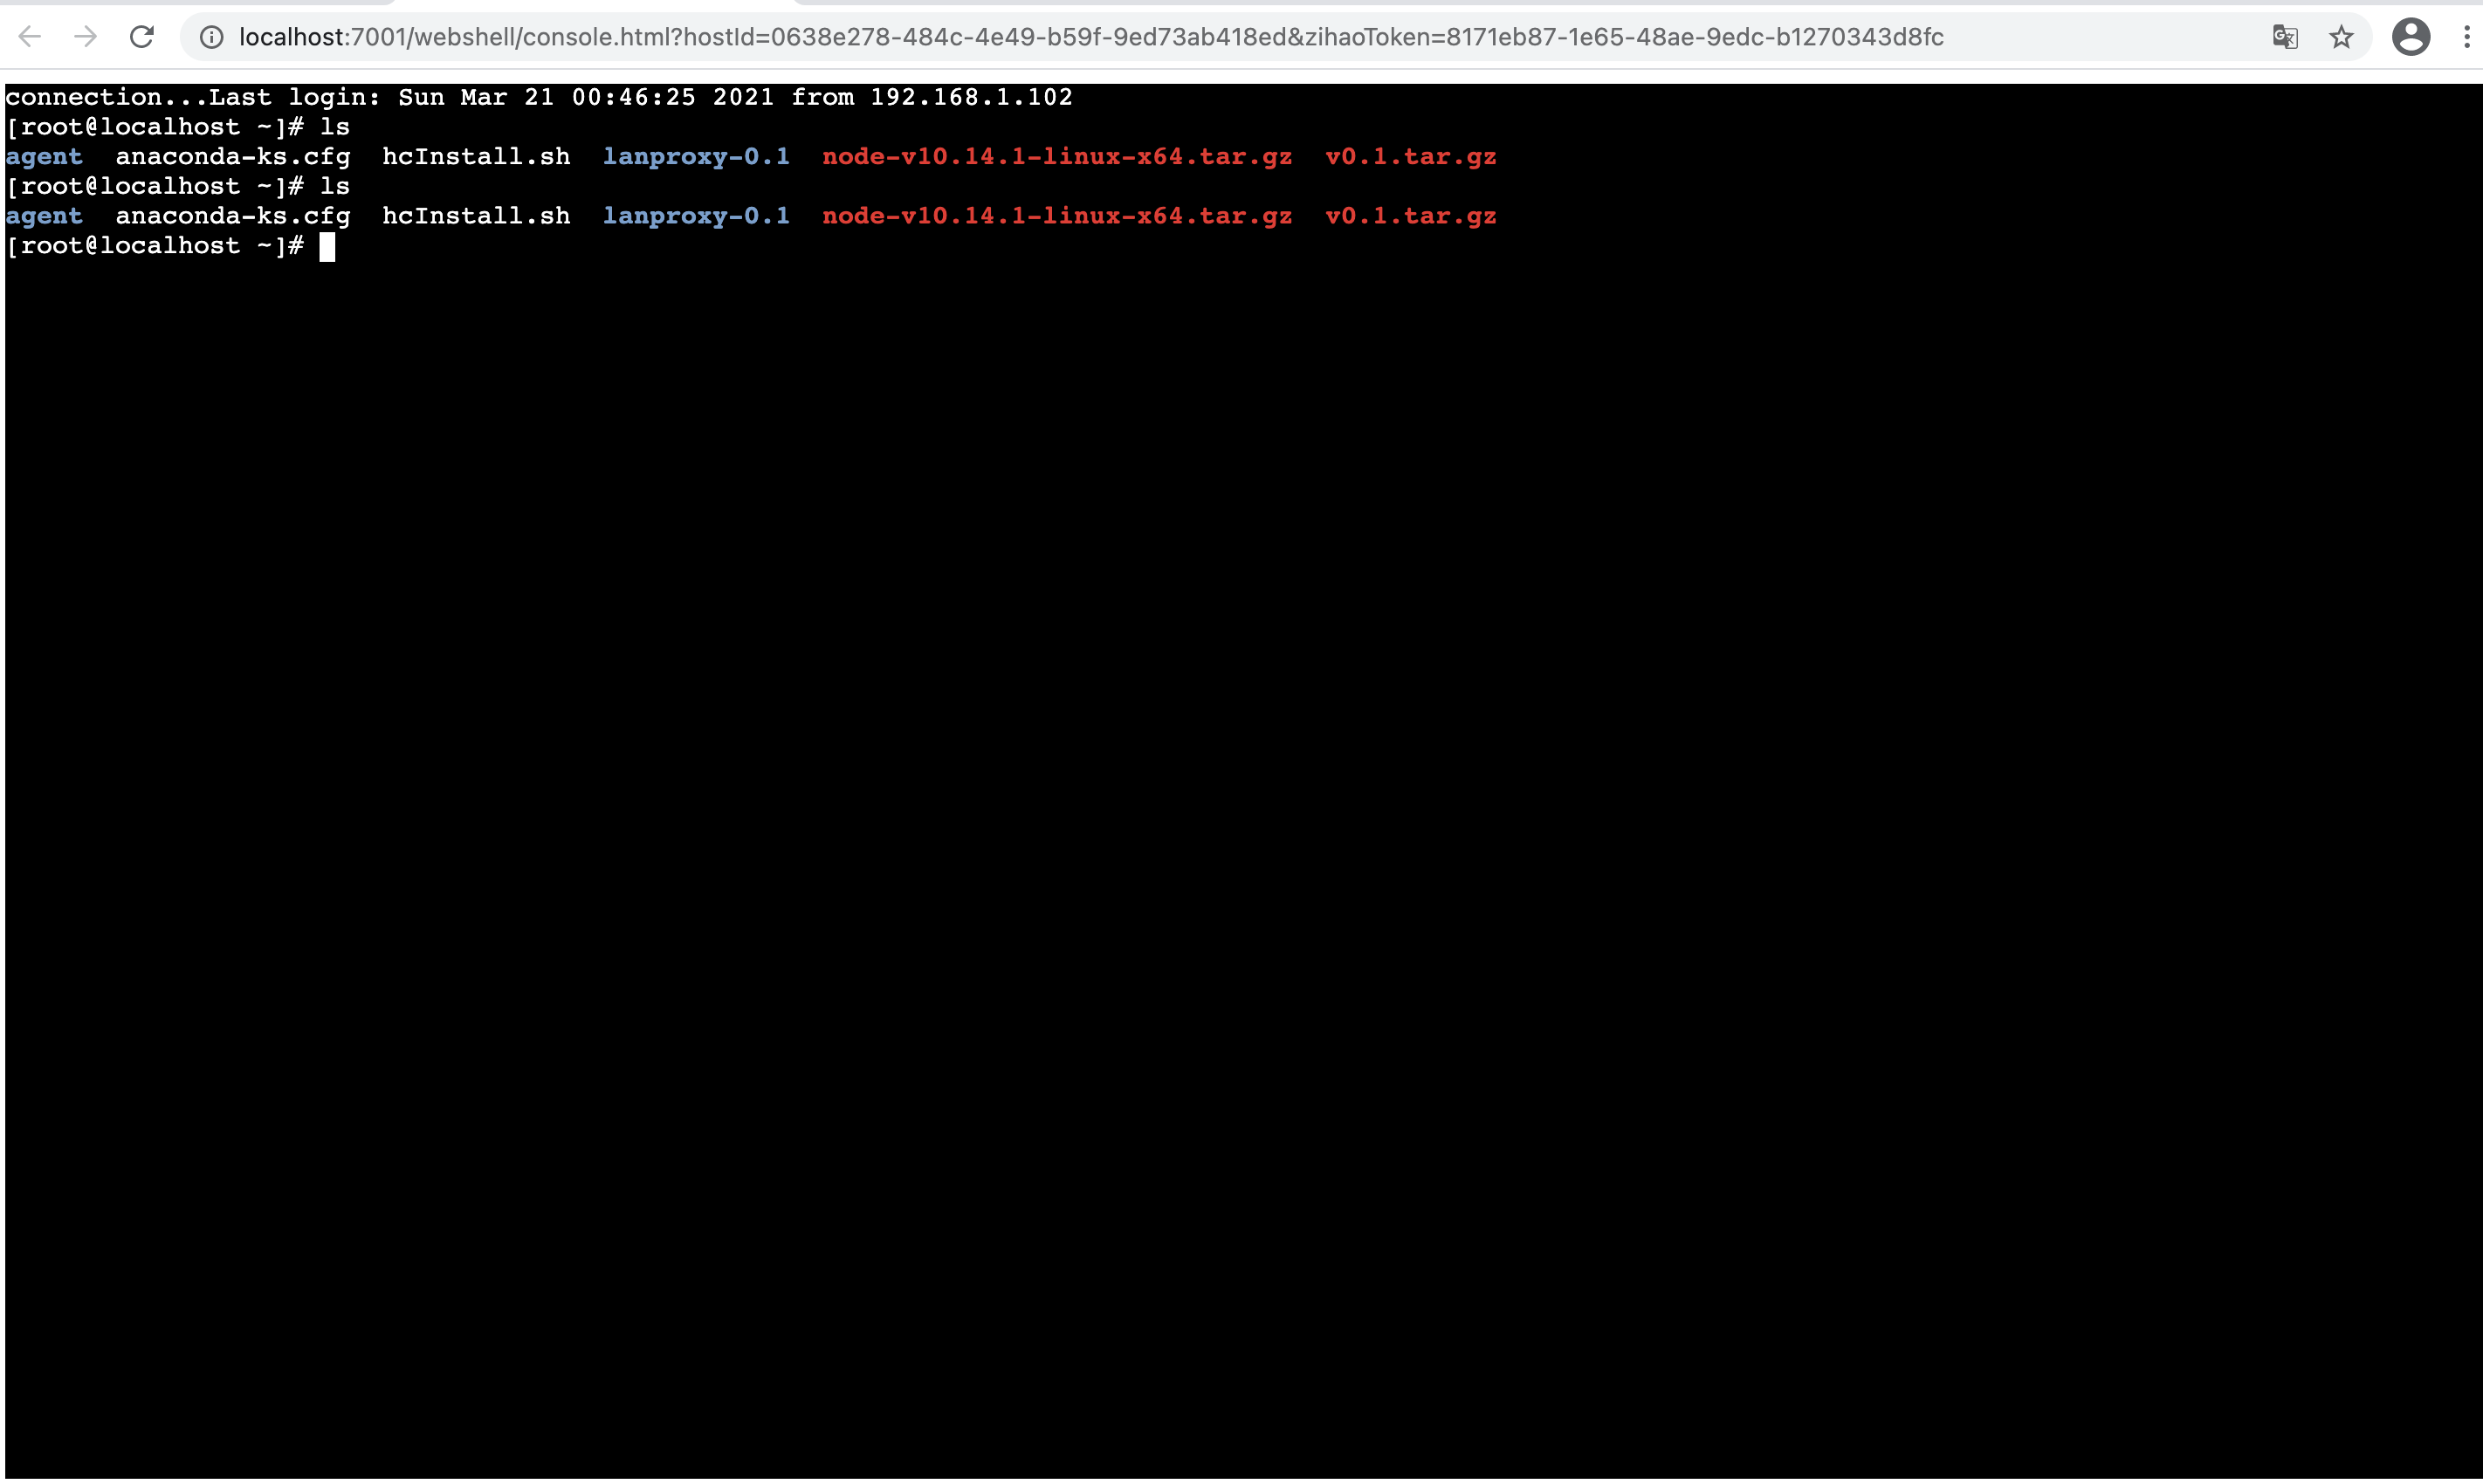 localhost:7001/webshell/console.html?hostId=0638e278-484c-4e49-b59f-9ed73ab418ed&zihaoToken=8171eb87-1e65-48ae-9edc-b1270343d8fc
connection...Last login: Sun Mar 21 00:46:25 2021 from 192.168.1.102
[root@localhost ~]# ls
agent  anaconda-ks.cfg  hcInstall.sh  lanproxy-0.1  node-v10.14.1-linux-x64.tar.gz  v0.1.tar.gz
[root@localhost ~]# ls
agent  anaconda-ks.cfg  hcInstall.sh  lanproxy-0.1  node-v10.14.1-linux-x64.tar.gz  v0.1.tar.gz
[root@localhost ~]#